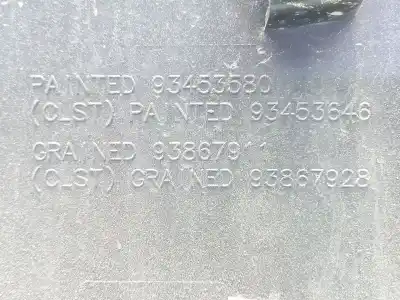 PAINTED 93453580
(CLST) PAINTED 93453646
GRAINED 93867911
(CLST) GRAINED 93867928